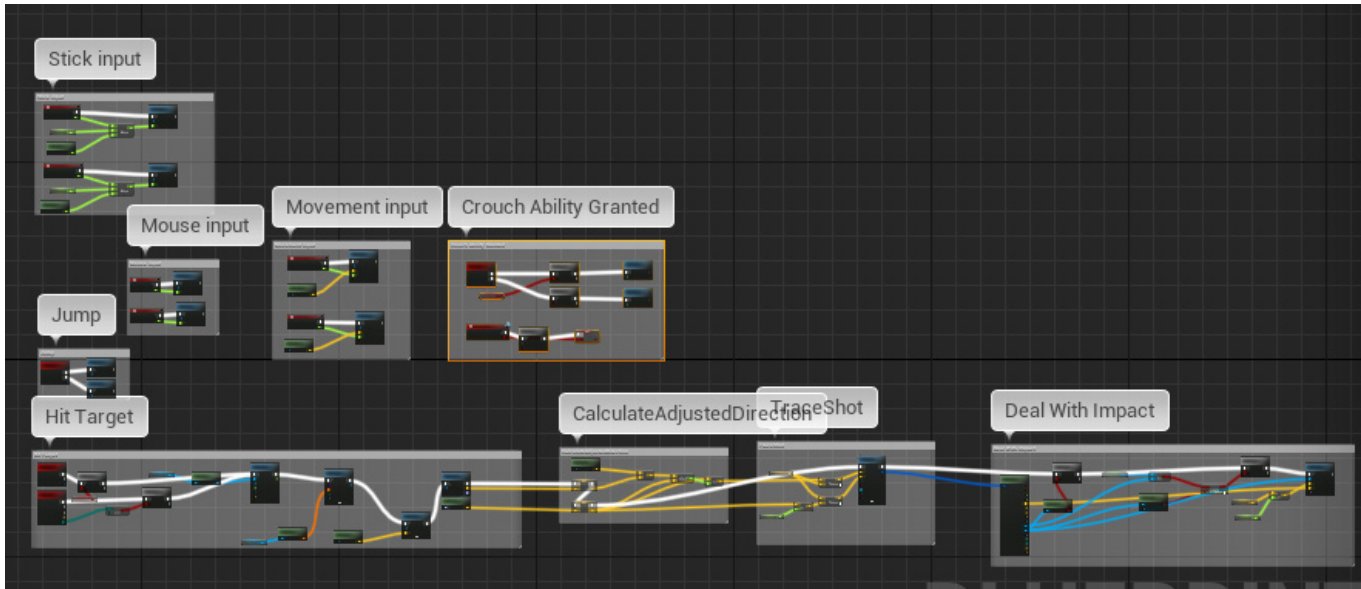 Stick input
Mouse input
Movement input
Crouch Ability Granted
Jump
Hit Target
CalculateAdjustedDirection
TraceShot
Deal With Impact